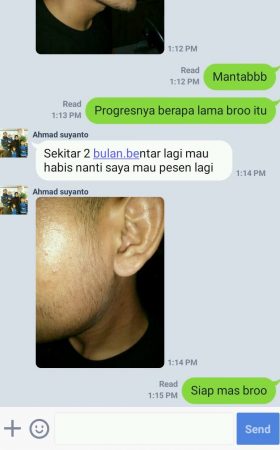 1:12 PM
Read
1:12 PM
Mantabbb
Read
1:13 PM
Progresnya berapa lama broo itu
Ahmad suyanto
Sekitar 2 bulan.bentar lagi mau
habis nanti saya mau pesen lagi
1:14 PM
Ahmad suyanto
1:14 PM
Read
1:15 PM
Siap mas broo
Send